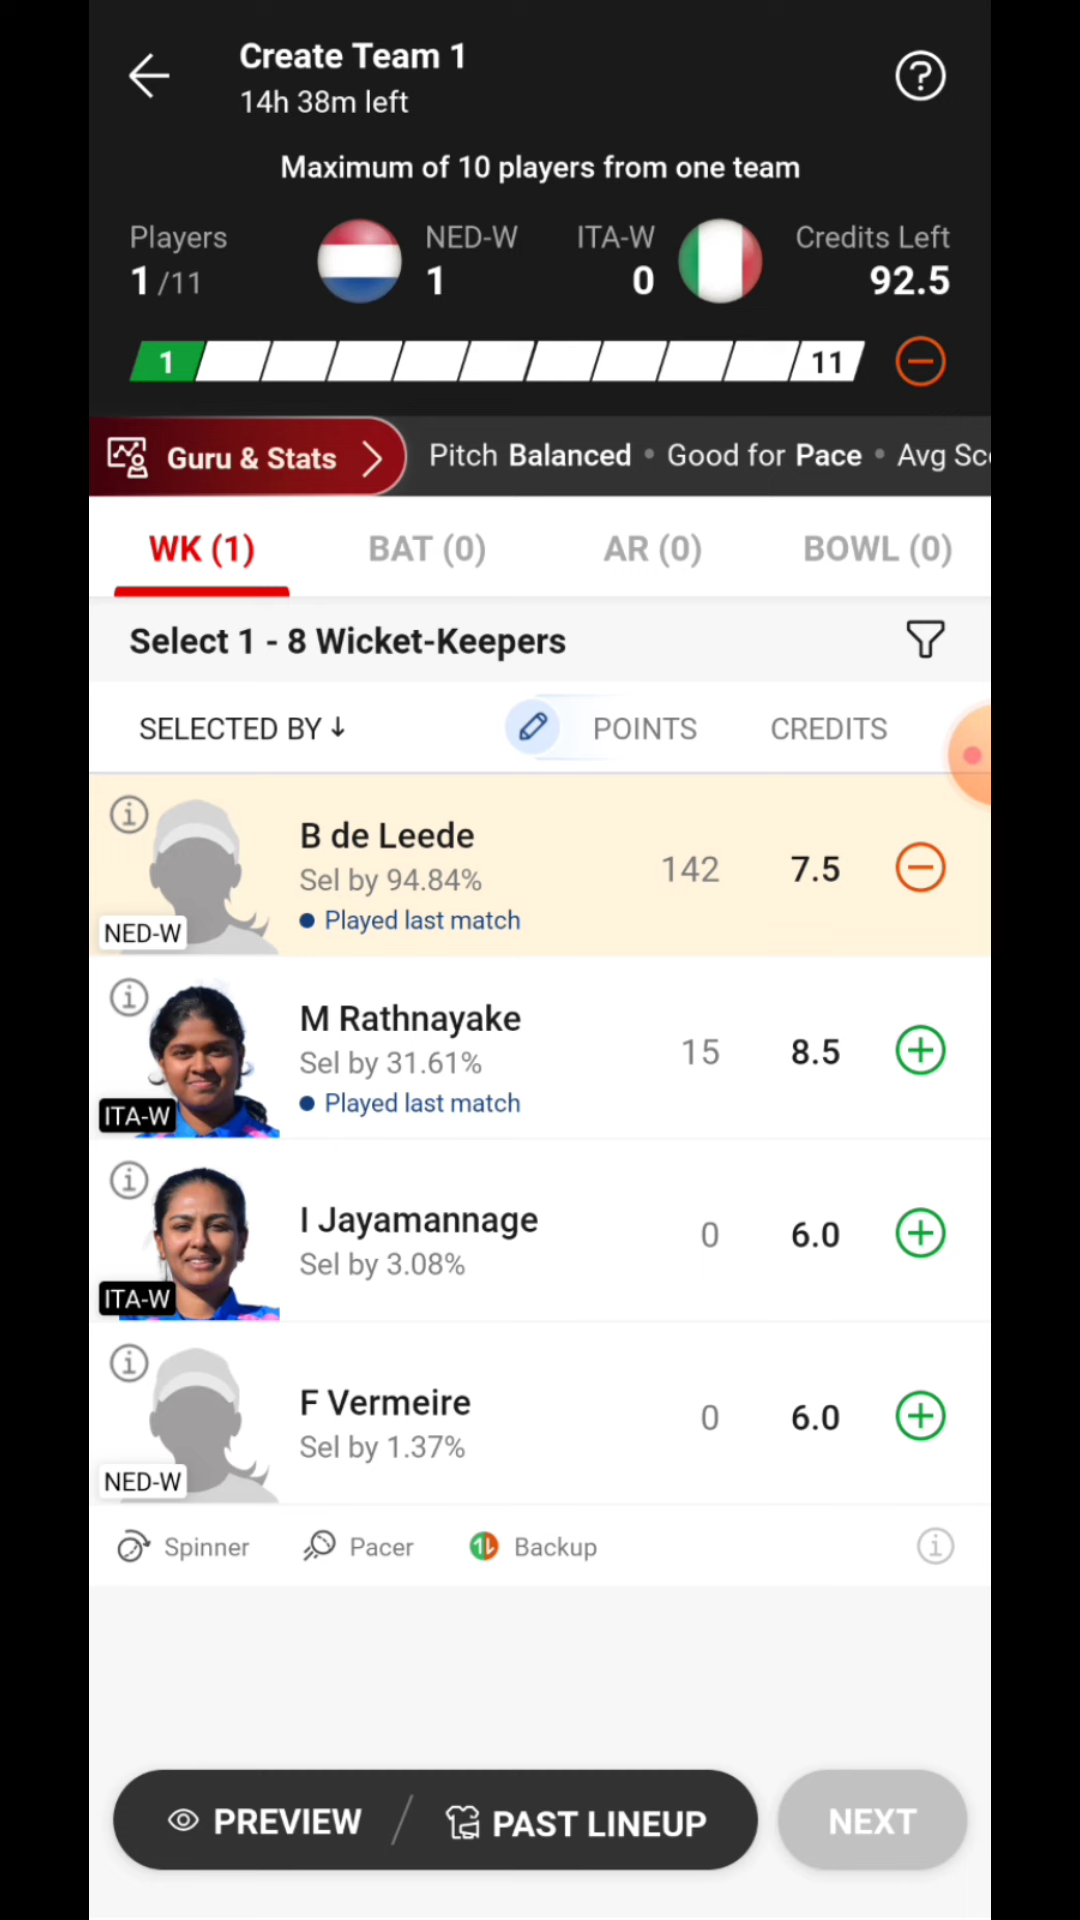 Create Team 1
14h 38m left
Maximum of 10 players from one team
Players NED-W ITA-W Credits Left
1 /11 1 0 92.5
1 11
Guru & Stats Pitch Balanced • Good for Pace • Avg Sc
WK (1) BAT (0) AR (0) BOWL (0)
Select 1 - 8 Wicket-Keepers
SELECTED BY ↓ POINTS CREDITS
B de Leede
Sel by 94.84%
• Played last match
142 7.5
NED-W
M Rathnayake
Sel by 31.61%
• Played last match
15 8.5
ITA-W
I Jayamannage
Sel by 3.08%
0 6.0
ITA-W
F Vermeire
Sel by 1.37%
0 6.0
NED-W
Spinner Pacer Backup
PREVIEW / PAST LINEUP NEXT